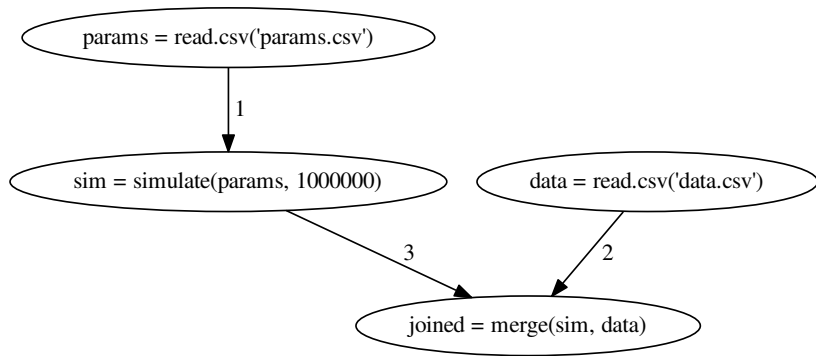 params = read.csv('params.csv')
1
sim = simulate(params, 1000000)
data = read.csv('data.csv')
3
2
joined = merge(sim, data)